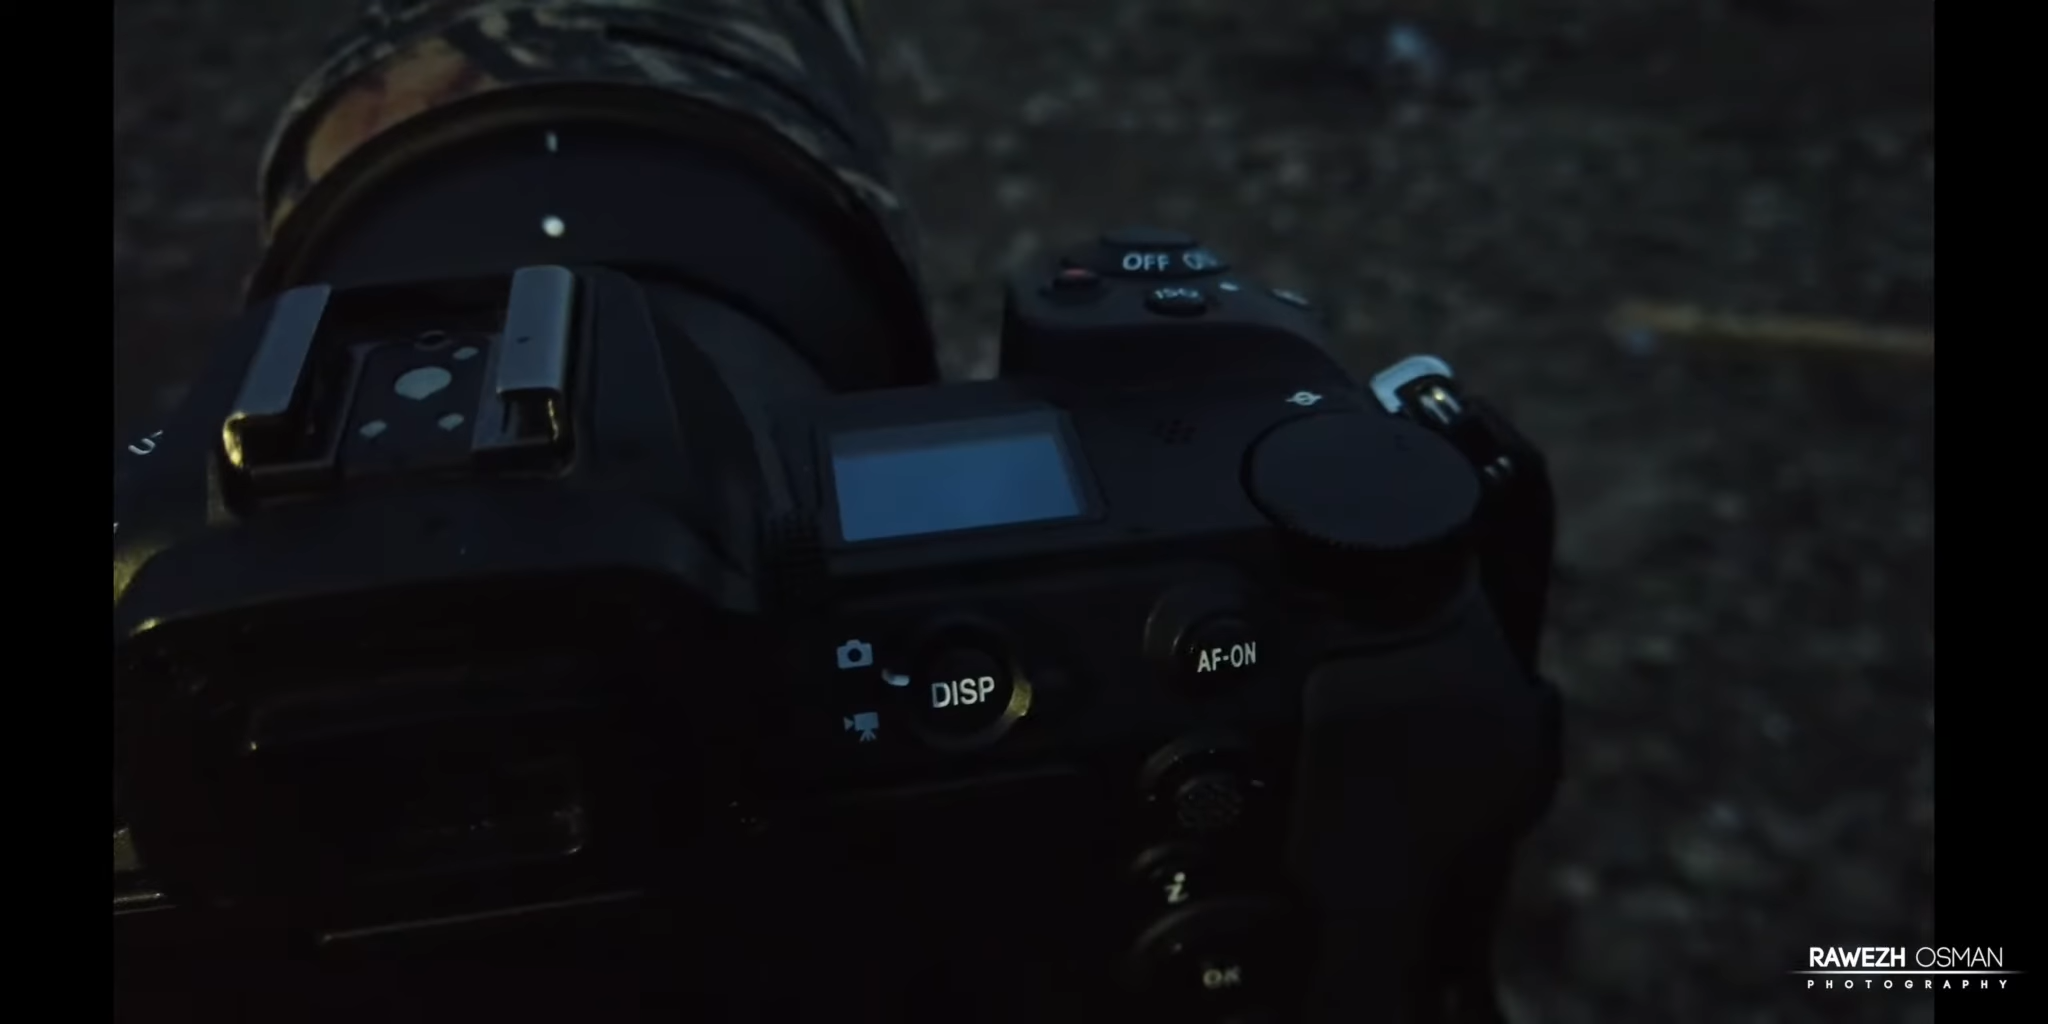 OFF
ISO
DISP
AF-ON
i
OK
RAWEZH OSMAN
PHOTOGRAPHY